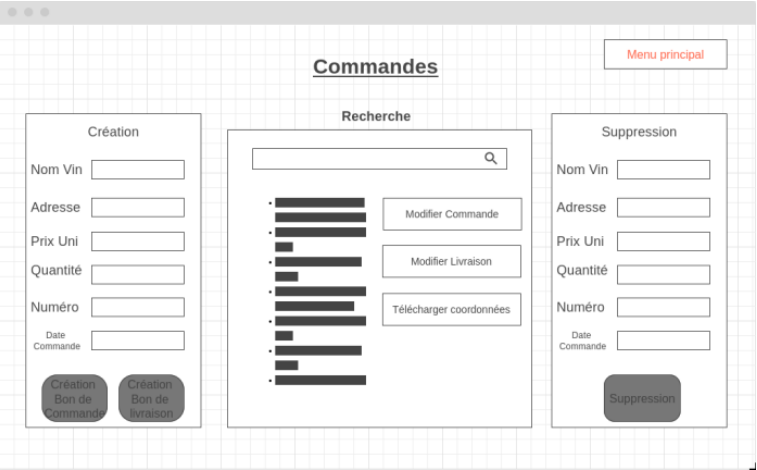 Menu principal
Commandes
Création
Nom Vin
Adresse
Prix Uni
Quantité
Numéro
Date
Commande
Création
Bon de
Commande
Création
Bon de
livraison
Recherche
Modifier Commande
Modifier Livraison
Télécharger coordonnées
Suppression
Nom Vin
Adresse
Prix Uni
Quantité
Numéro
Date
Commande
Suppression